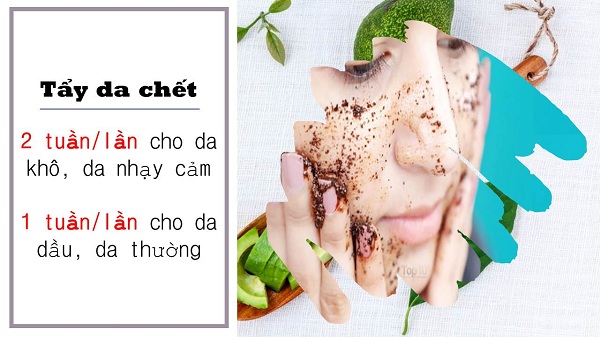 Tẩy da chết
2 tuần/lần cho da
khô, da nhạy cảm
1 tuần/lần cho da
dầu, da thường
Top10